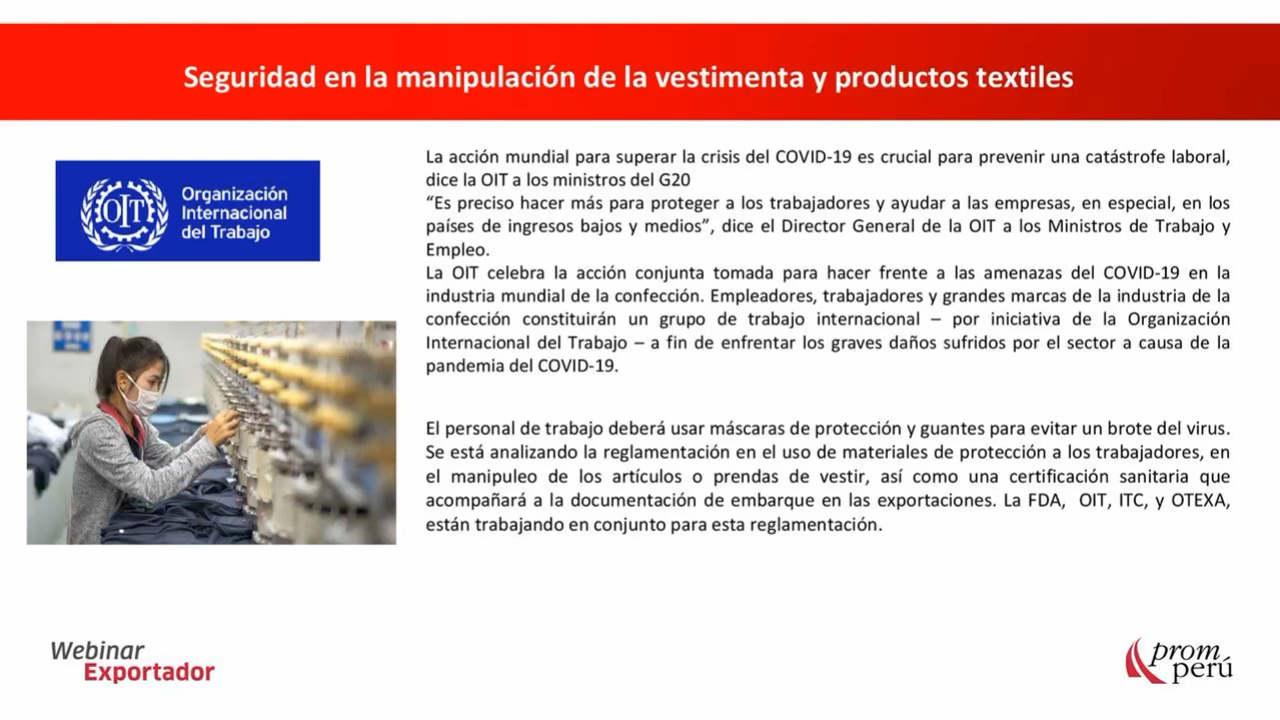 Seguridad en la manipulación de la vestimenta y productos textiles
OIT
Organización
Internacional
del Trabajo
La acción mundial para superar la crisis del COVID-19 es crucial para prevenir una catástrofe laboral,
dice la OIT a los ministros del G20
“Es preciso hacer más para proteger a los trabajadores y ayudar a las empresas, en especial, en los
países de ingresos bajos y medios”, dice el Director General de la OIT a los Ministros de Trabajo y
Empleo.
La OIT celebra la acción conjunta tomada para hacer frente a las amenazas del COVID-19 en la
industria mundial de la confección. Empleadores, trabajadores y grandes marcas de la industria de la
confección constituirán un grupo de trabajo internacional – por iniciativa de la Organización
Internacional del Trabajo – a fin de enfrentar los graves daños sufridos por el sector a causa de la
pandemia del COVID-19.
El personal de trabajo deberá usar máscaras de protección y guantes para evitar un brote del virus.
Se está analizando la reglamentación en el uso de materiales de protección a los trabajadores, en
el manipuleo de los artículos o prendas de vestir, así como una certificación sanitaria que
acompañará a la documentación de embarque en las exportaciones. La FDA, OIT, ITC, y OTEXA,
están trabajando en conjunto para esta reglamentación.
Webinar
Exportador
prom
perú